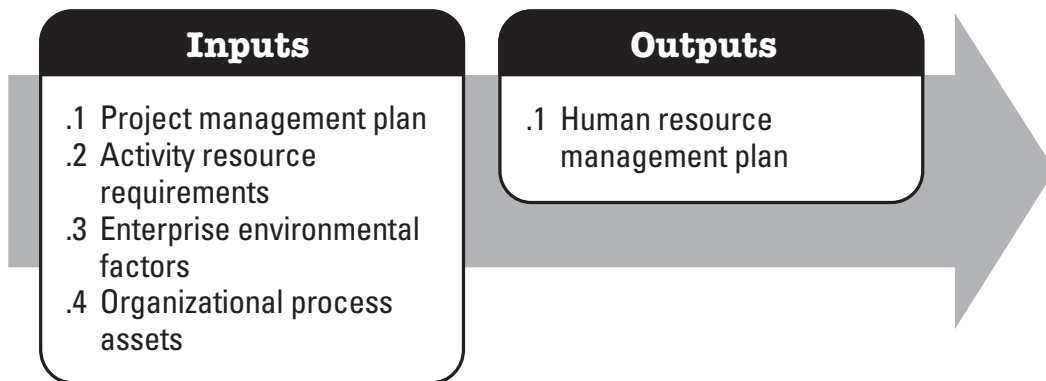 Inputs
.1 Project management plan
.2 Activity resource
requirements
.3 Enterprise environmental
factors
.4 Organizational process
assets
Outputs
.1 Human resource
management plan